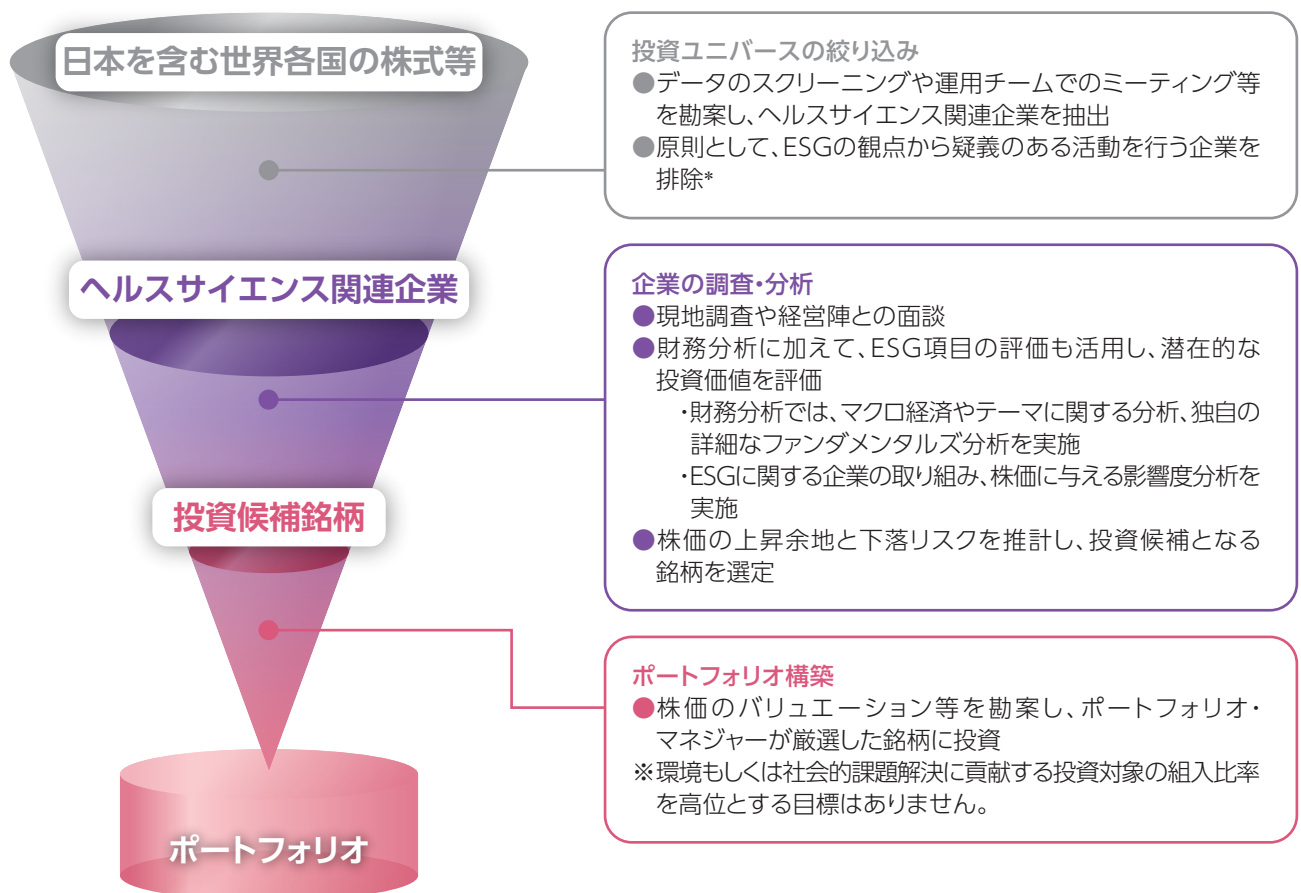 日本を含む世界各国の株式等
投資ユニバースの絞り込み
●データのスクリーニングや運用チームでのミーティング等
を勘案し、ヘルスサイエンス関連企業を抽出
●原則として、ESGの観点から疑義のある活動を行う企業を
排除*
ヘルスサイエンス関連企業
企業の調査・分析
●現地調査や経営陣との面談
●財務分析に加えて、ESG項目の評価も活用し、潜在的な
投資価値を評価
・財務分析では、マクロ経済やテーマに関する分析、独自の
詳細なファンダメンタルズ分析を実施
・ESGに関する企業の取り組み、株価に与える影響度分析を
実施
●株価の上昇余地と下落リスクを推計し、投資候補となる
銘柄を選定
投資候補銘柄
ポートフォリオ構築
●株価のバリュエーション等を勘案し、ポートフォリオ・
マネジャーが厳選した銘柄に投資
※環境もしくは社会的課題解決に貢献する投資対象の組入比率
を高位とする目標はありません。
ポートフォリオ